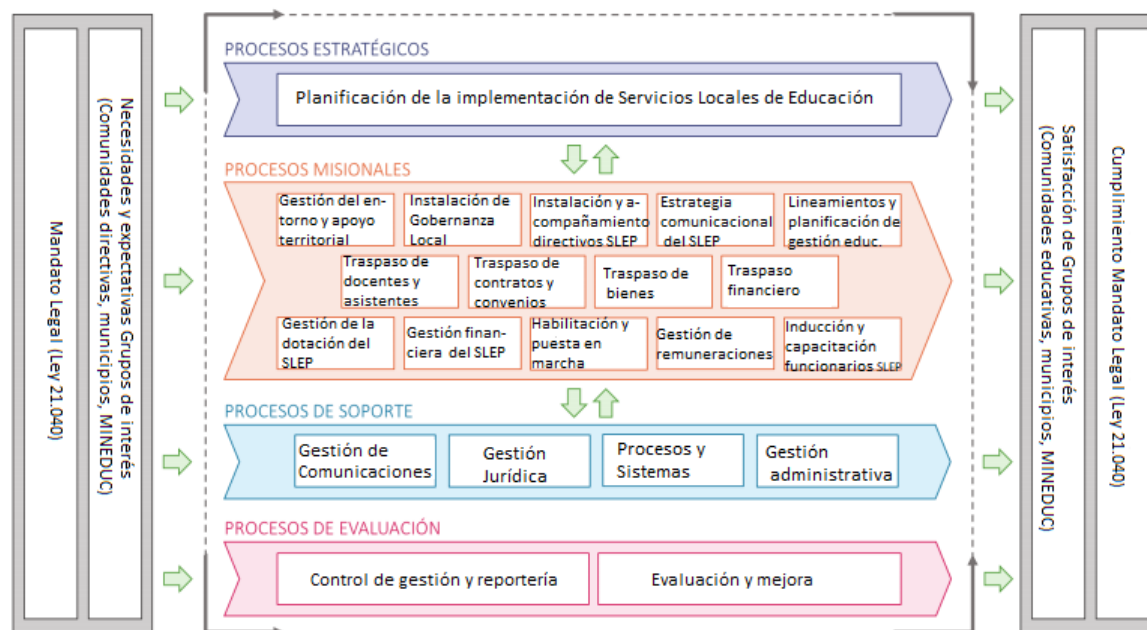 Mandato Legal (Ley 21.040)
Necesidades y expectativas Grupos de interés
(Comunidades directivas, municipios, MINEDUC)
PROCESOS ESTRATÉGICOS
Planificación de la implementación de Servicios Locales de Educación
PROCESOS MISIONALES
Gestión del en-
torno y apoyo
territorial
Instalación de
Gobernanza
Local
Instalación y a-
compañamiento
directivos SLEP
Estrategia
comunicacional
del SLEP
Lineamientos y
planificación de
gestión educ.
Traspaso de
docentes y
asistentes
Traspaso de
contratos y
convenios
Traspaso de
bienes
Traspaso
financiero
Gestión de la
dotación del
SLEP
Gestión finan-
ciera del SLEP
Habilitación y
puesta en
marcha
Gestión de
remuneraciones
Inducción y
capacitación
funcionarios SLEP
PROCESOS DE SOPORTE
Gestión de
Comunicaciones
Gestión
Jurídica
Procesos y
Sistemas
Gestión
administrativa
PROCESOS DE EVALUACIÓN
Control de gestión y reportería
Evaluación y mejora
Satisfacción de Grupos de interés
(Comunidades educativas, municipios, MINEDUC)
Cumplimiento Mandato Legal (Ley 21.040)